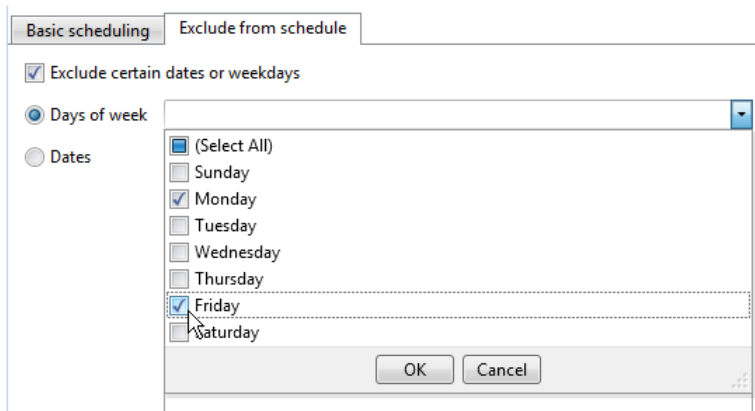 Basic scheduling Exclude from schedule
Exclude certain dates or weekdays
Days of week
Dates
(Select All)
Sunday
Monday
Tuesday
Wednesday
Thursday
Friday
Saturday
OK Cancel